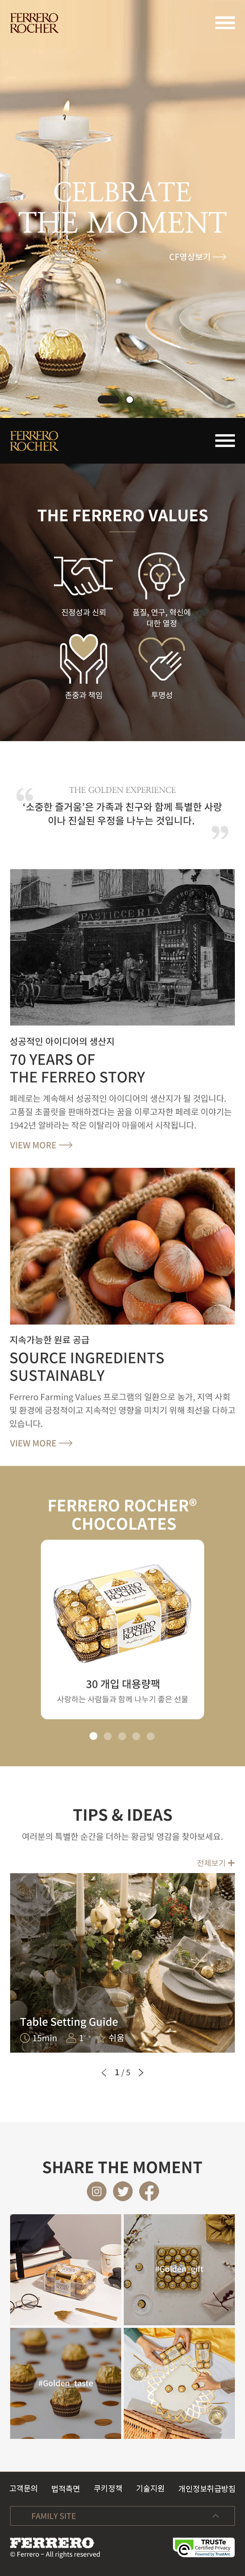 FERRERO
ROCHER
CELBRATE
THE MOMENT
CF영상보기
FERRERO
ROCHER
THE FERRERO VALUES
진정성과 신뢰
품질, 연구, 혁신에
대한 열정
존중과 책임
투명성
THE GOLDEN EXPERIENCE
‘소중한 즐거움’은 가족과 친구와 함께 특별한 사랑
이나 진실된 우정을 나누는 것입니다.
PASTICCERIA
성공적인 아이디어의 생산지
70 YEARS OF
THE FERREO STORY
페레로는 계속해서 성공적인 아이디어의 생산지가 될 것입니다.
고품질 초콜릿을 판매하겠다는 꿈을 이루고자한 페레로 이야기는
1942년 알바라는 작은 이탈리아 마을에서 시작됩니다.
VIEW MORE
지속가능한 원료 공급
SOURCE INGREDIENTS
SUSTAINABLY
Ferrero Farming Values 프로그램의 일환으로 농가, 지역 사회
및 환경에 긍정적이고 지속적인 영향을 미치기 위해 최선을 다하고
있습니다.
VIEW MORE
FERRERO ROCHER®
CHOCOLATES
FERRERO
ROCHER
30 개입 대용량팩
사랑하는 사람들과 함께 나누기 좋은 선물
TIPS & IDEAS
여러분의 특별한 순간을 더하는 황금빛 영감을 찾아보세요.
전체보기 +
Table Setting Guide
15min 1 쉬움
1 / 5
SHARE THE MOMENT
#Golden_gift
#Golden_taste
고객문의 법적측면 쿠키정책 기술지원 개인정보취급방침
FAMILY SITE
FERRERO
© Ferrero - All rights reserved
TRUSTe
Certified Privacy
Powered by TrustArc